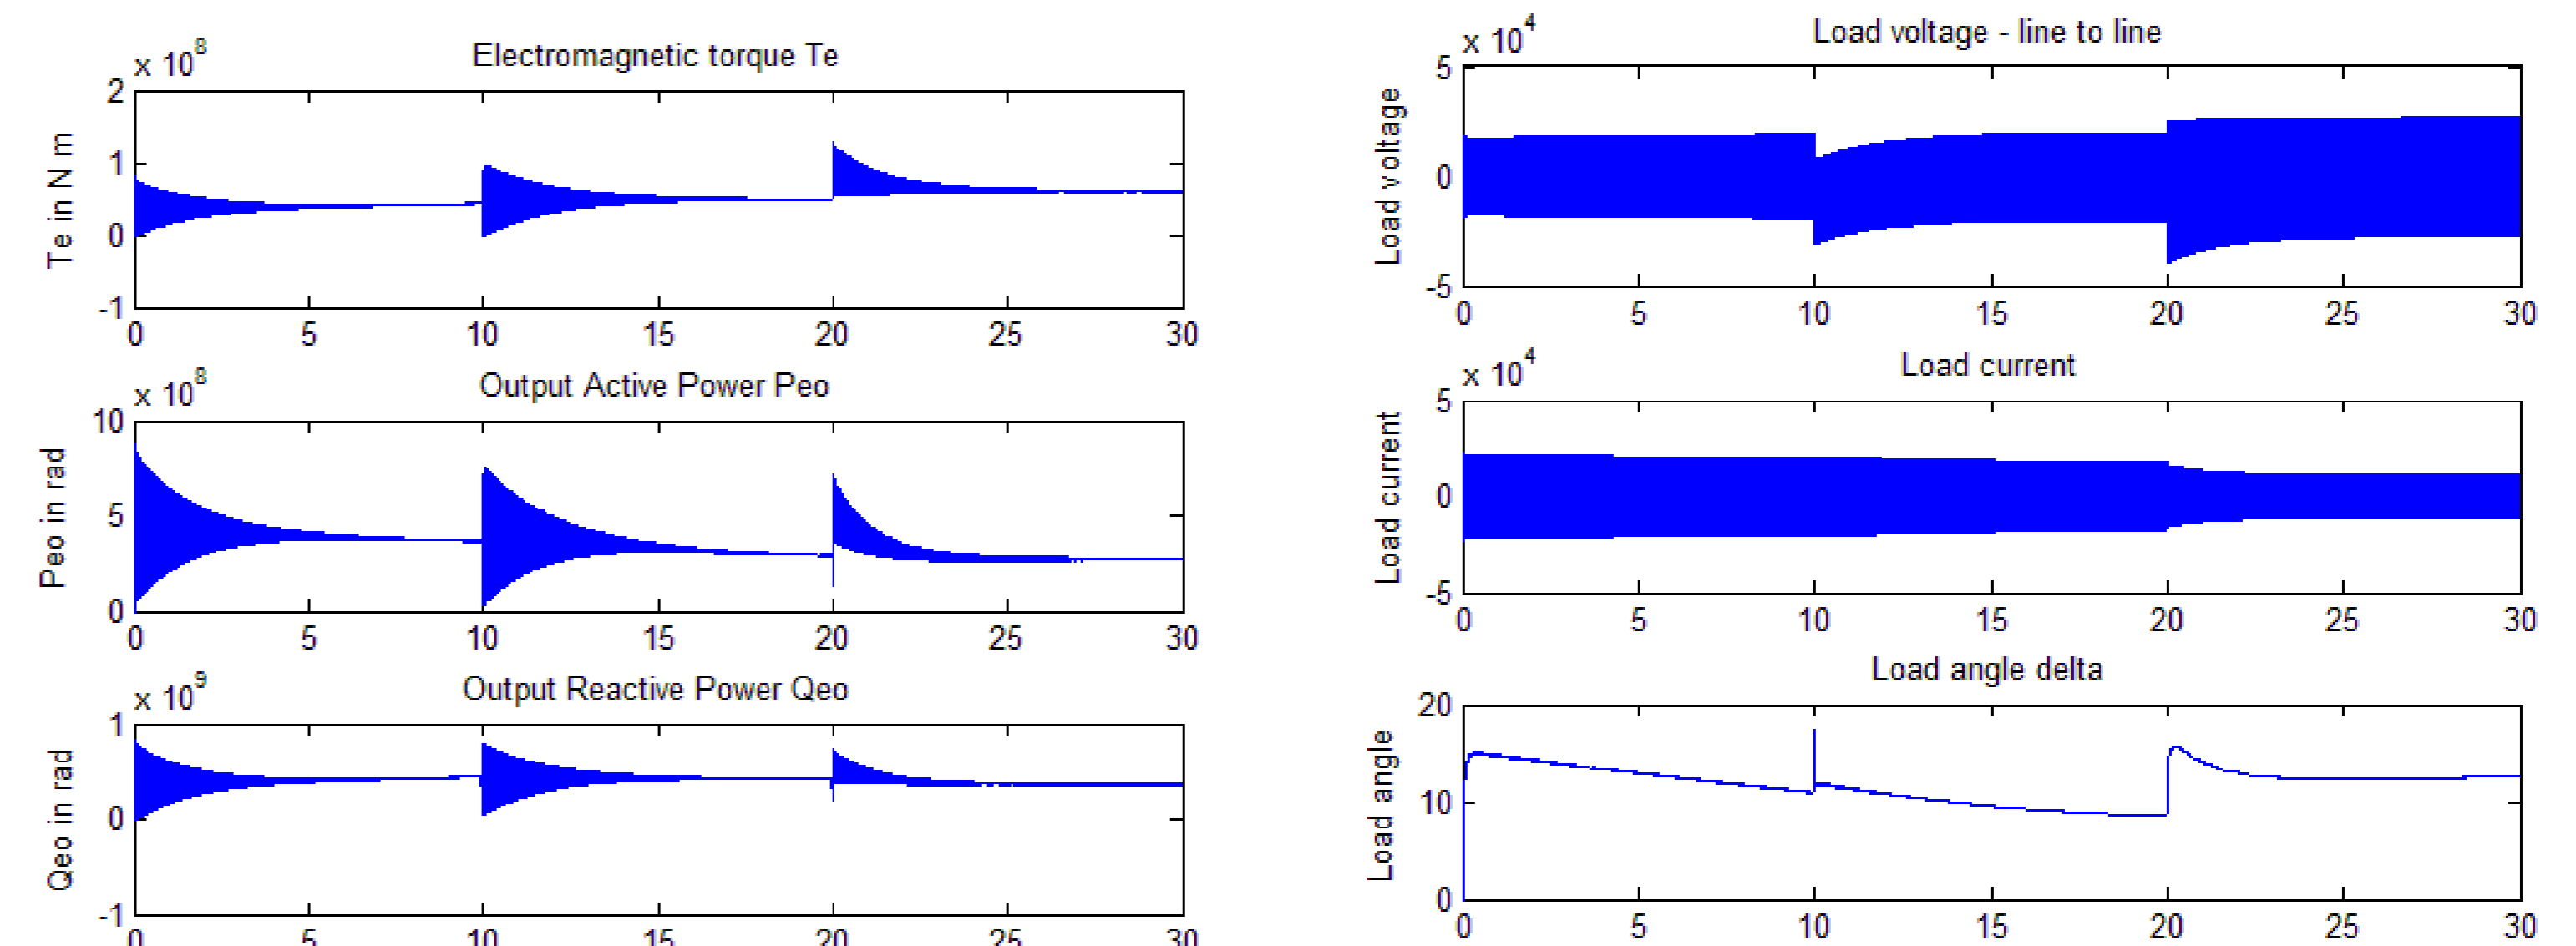 Electromagnetic torque Te
x 10^8
Te in N m
2
1
0
-1
0 5 10 15 20 25 30
Output Active Power Peo
x 10^8
Peo in rad
10
5
0
0 5 10 15 20 25 30
Output Reactive Power Qeo
x 10^9
Qeo in rad
1
0
-1
0 5 10 15 20 25 30
Load voltage - line to line
x 10^4
Load voltage
5
0
-5
0 5 10 15 20 25 30
Load current
x 10^4
Load current
5
0
-5
0 5 10 15 20 25 30
Load angle delta
Load angle
20
10
0
0 5 10 15 20 25 30